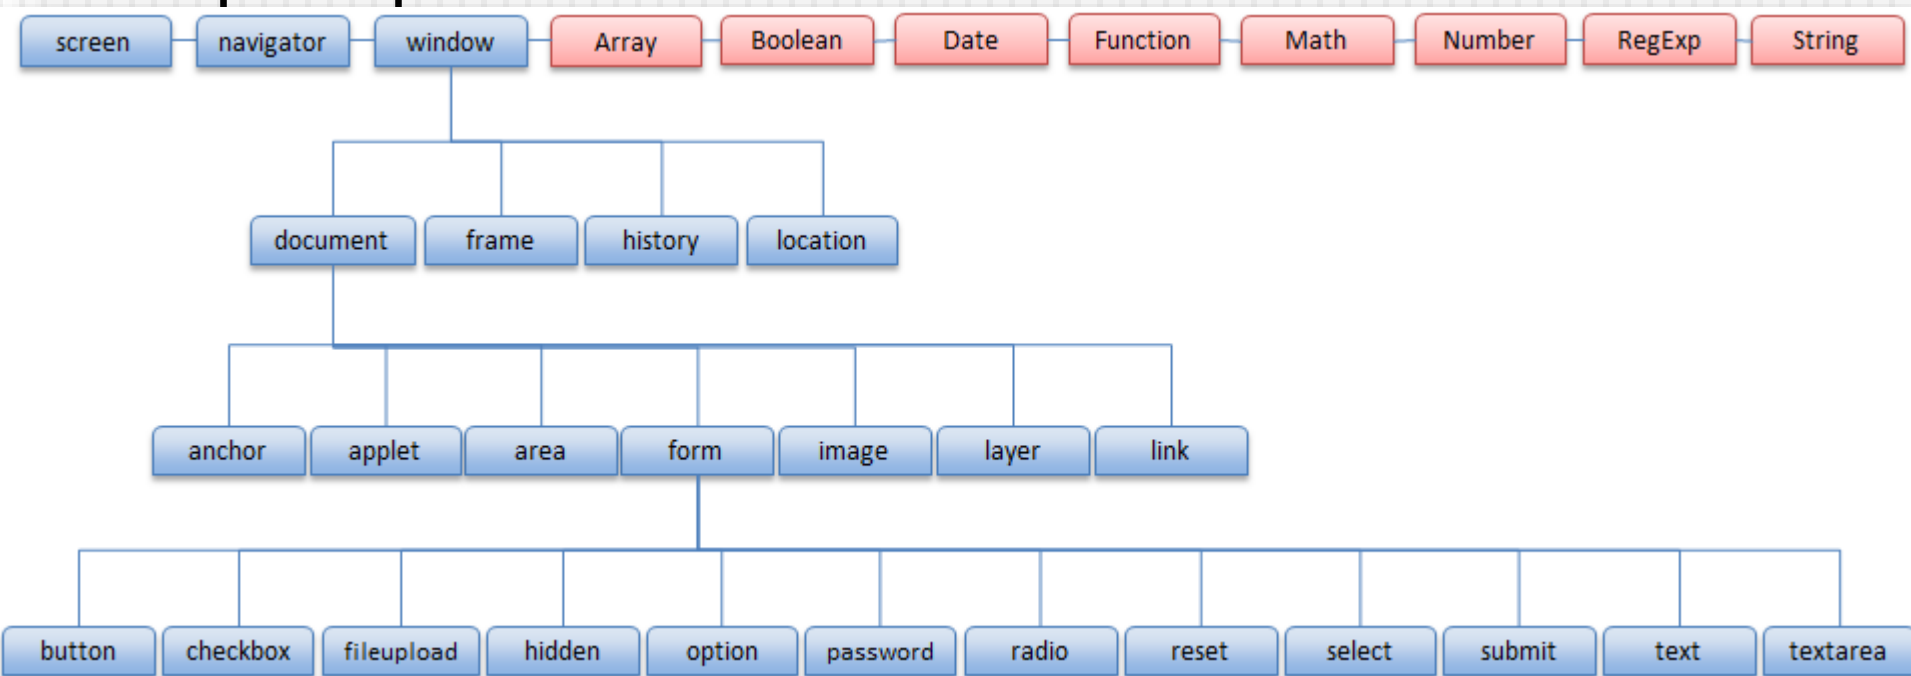 screen navigator window Array Boolean Date Function Math Number RegExp String
document frame history location
anchor applet area form image layer link
button checkbox fileupload hidden option password radio reset select submit text textarea